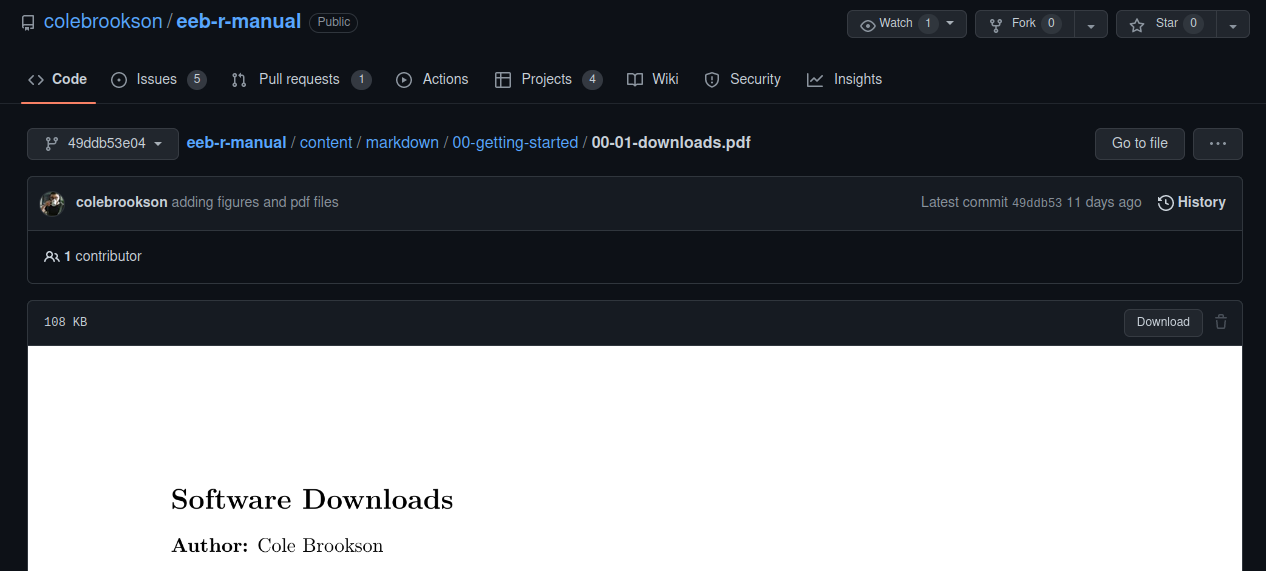 colebrookson / eeb-r-manual Public Watch 1 Fork 0 Star 0
Code Issues 5 Pull requests 1 Actions Projects 4 Wiki Security Insights
49ddb53e04 eeb-r-manual / content / markdown / 00-getting-started / 00-01-downloads.pdf Go to file ...
colebrookson adding figures and pdf files Latest commit 49ddb53 11 days ago History
1 contributor
108 KB Download
Software Downloads
Author: Cole Brookson